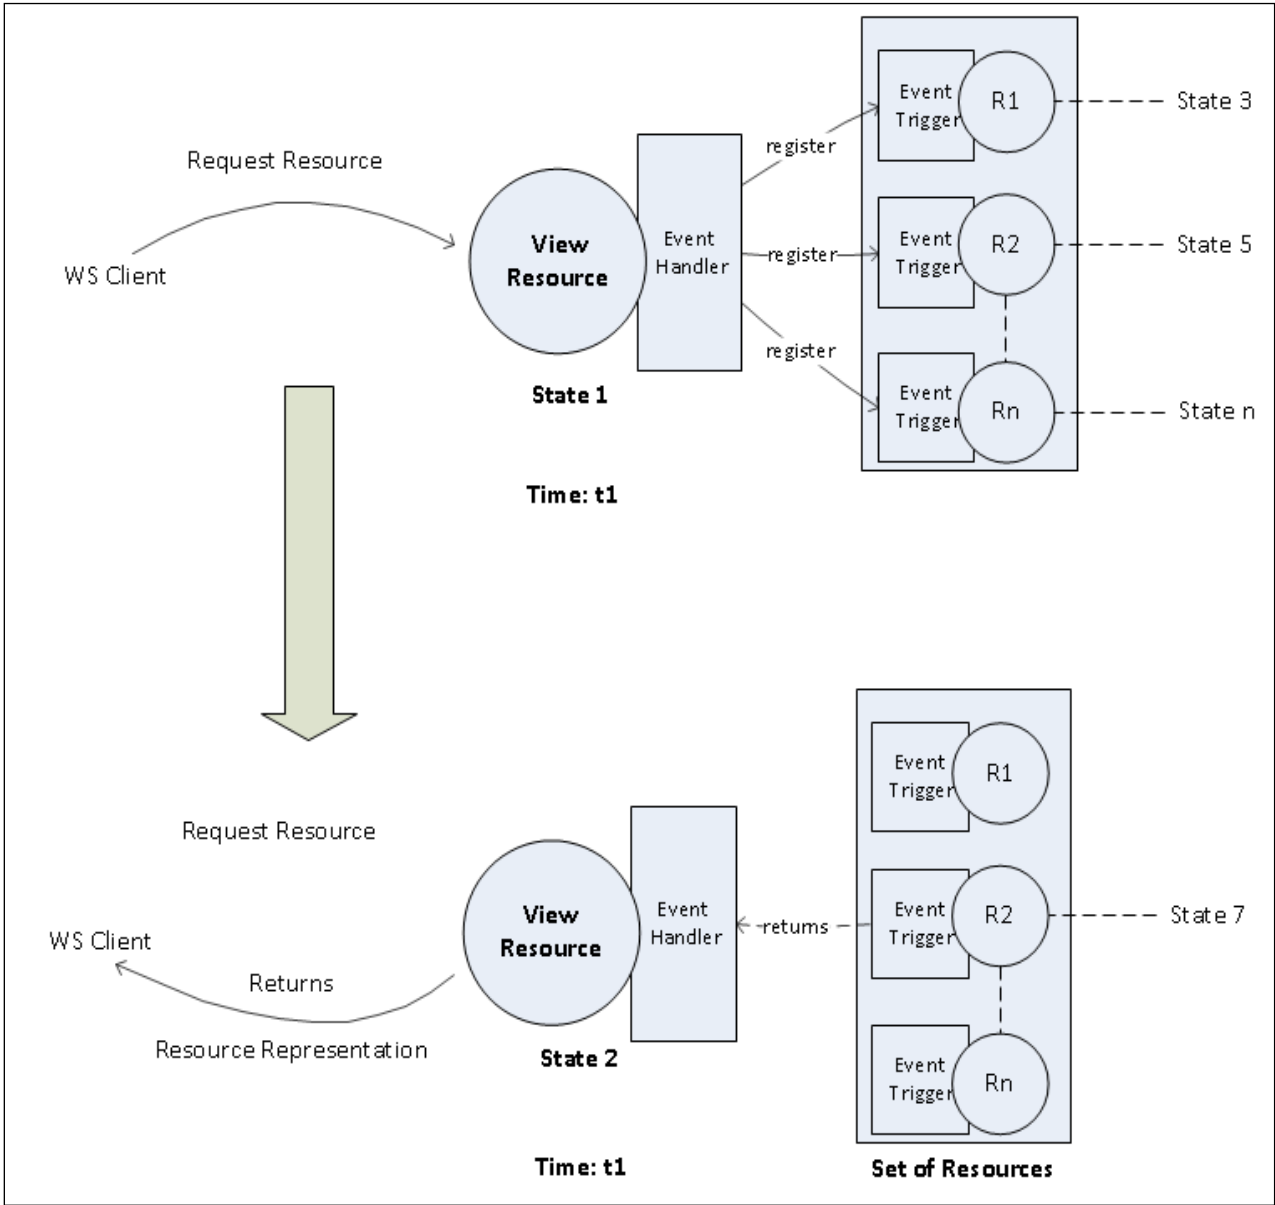 Request Resource
WS Client
View
Resource
Event
Handler
State 1
Time: t1
register
register
register
Event
Trigger
R1
State 3
Event
Trigger
R2
State 5
Event
Trigger
Rn
State n
Request Resource
WS Client
Returns
Resource Representation
View
Resource
Event
Handler
State 2
Time: t1
returns
Event
Trigger
R1
Event
Trigger
R2
State 7
Event
Trigger
Rn
Set of Resources